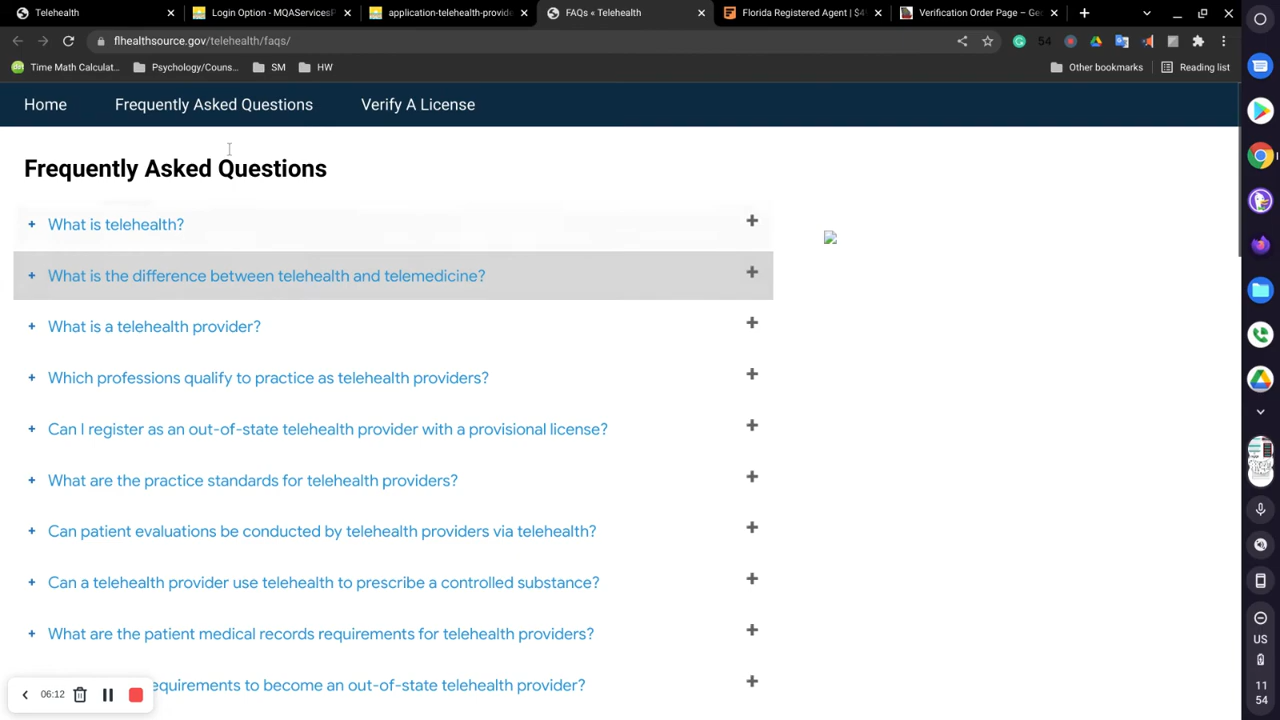 Telehealth
Login Option - MQAServicesP
application-telehealth-provide
FAQs « Telehealth
Florida Registered Agent | $4
Verification Order Page – Ge
flhealthsource.gov/telehealth/faqs/
54
Time Math Calculat...
Psychology/Couns...
SM
HW
Other bookmarks
Reading list
Home
Frequently Asked Questions
Verify A License
Frequently Asked Questions
+ What is telehealth? +
+ What is the difference between telehealth and telemedicine? +
+ What is a telehealth provider? +
+ Which professions qualify to practice as telehealth providers? +
+ Can I register as an out-of-state telehealth provider with a provisional license? +
+ What are the practice standards for telehealth providers? +
+ Can patient evaluations be conducted by telehealth providers via telehealth? +
+ Can a telehealth provider use telehealth to prescribe a controlled substance? +
+ What are the patient medical records requirements for telehealth providers? +
equirements to become an out-of-state telehealth provider? +
06:12
US
11
54